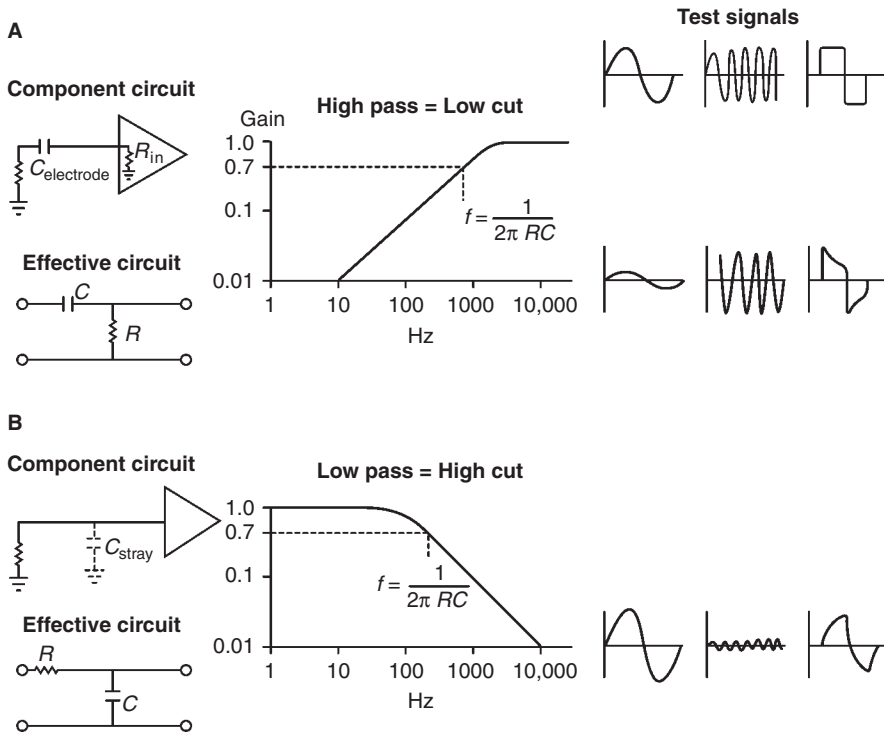 A
Test signals
Component circuit
C electrode
R in
High pass = Low cut
Gain
1.0
0.7
0.1
0.01
f = 1 / 2π RC
1 10 100 1000 10,000
Hz
Effective circuit
C
R
B
Component circuit
C stray
Low pass = High cut
1.0
0.7
0.1
0.01
f = 1 / 2π RC
1 10 100 1000 10,000
Hz
Effective circuit
R
C